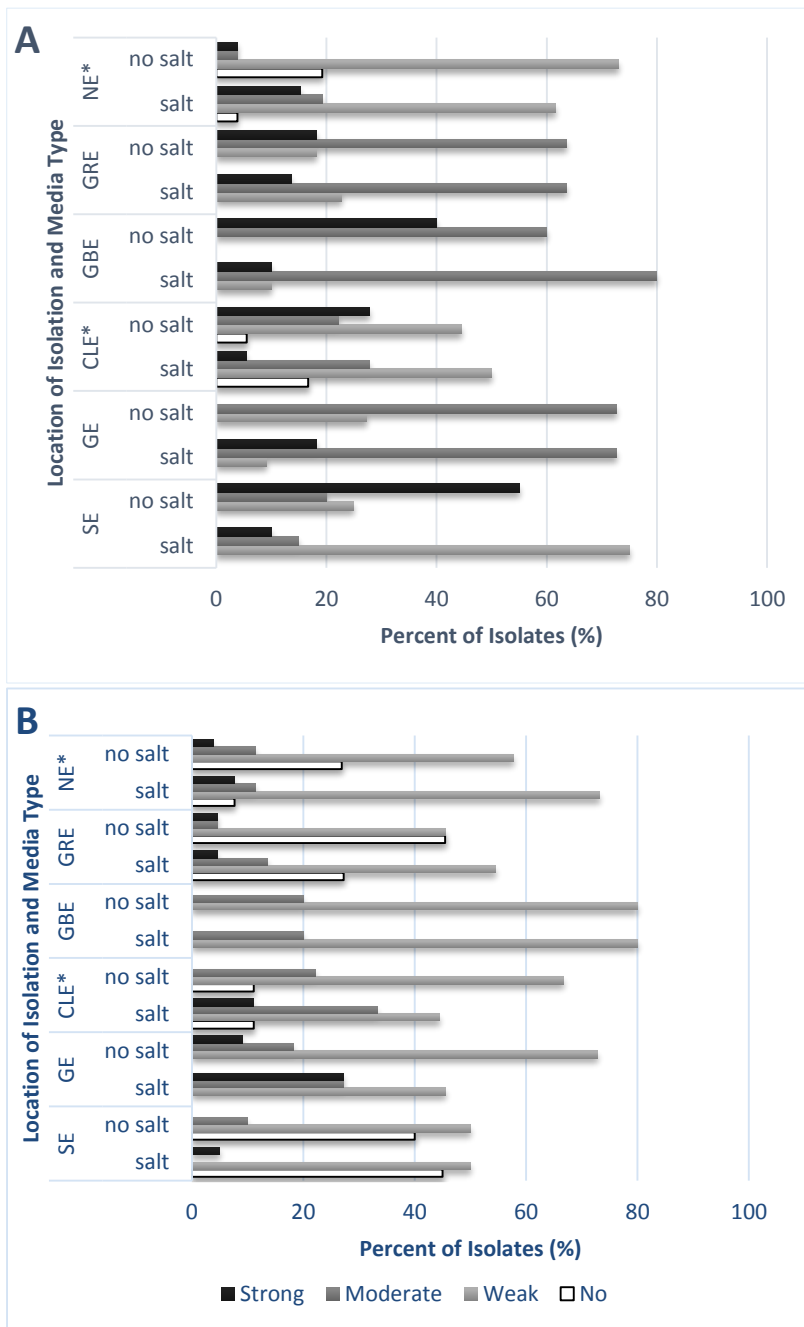 A
Location of Isolation and Media Type
NE*
no salt
salt
GRE
no salt
salt
GBE
no salt
salt
CLE*
no salt
salt
GE
no salt
salt
SE
no salt
salt
0 20 40 60 80 100
Percent of Isolates (%)
B
Location of Isolation and Media Type
NE*
no salt
salt
GRE
no salt
salt
GBE
no salt
salt
CLE*
no salt
salt
GE
no salt
salt
SE
no salt
salt
0 20 40 60 80 100
Percent of Isolates (%)
Strong Moderate Weak No